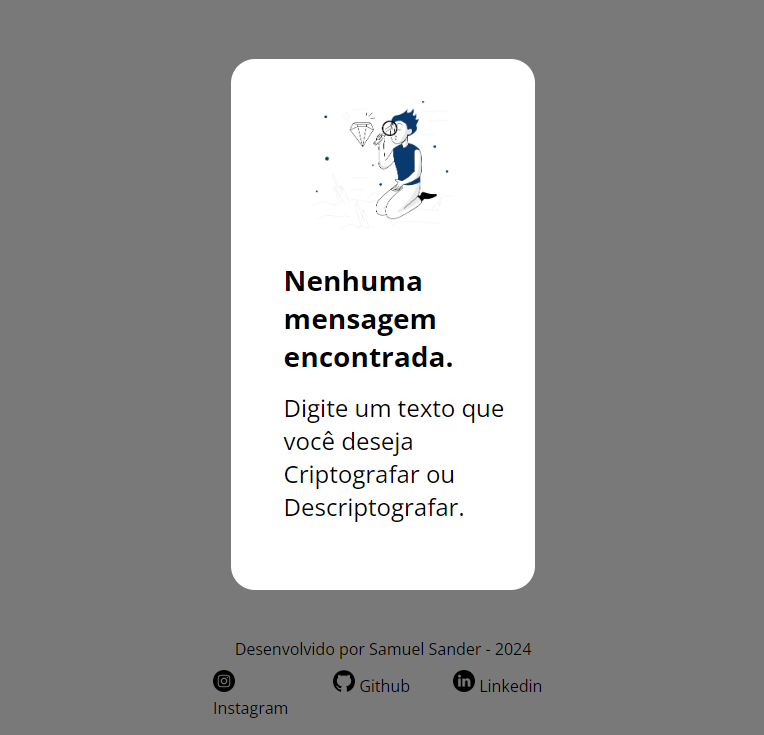 Nenhuma
mensagem
encontrada.
Digite um texto que
você deseja
Criptografar ou
Descriptografar.
Desenvolvido por Samuel Sander - 2024
Instagram
Github
Linkedin